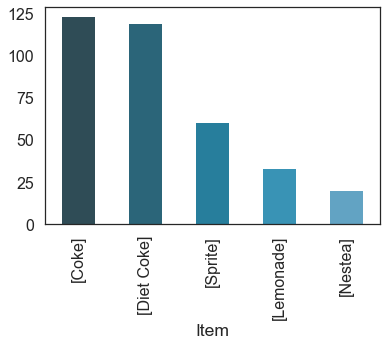 125
100
75
50
25
0
[Coke]
[Diet Coke]
[Sprite]
[Lemonade]
[Nestea]
Item